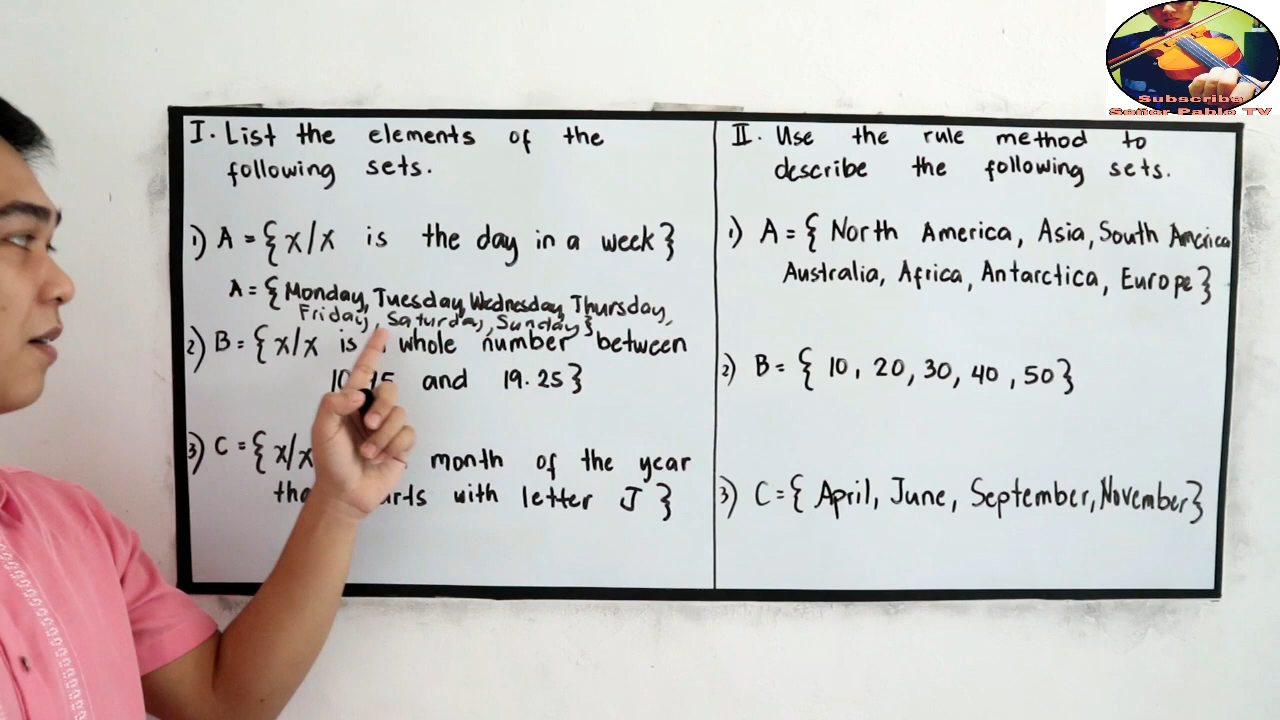 I. List the elements of the
following sets.
1) A = {x/x is the day in a week}
A = {Monday, Tuesday, Wednesday, Thursday,
Friday, Saturday, Sunday}
2) B = {x/x is whole number between
and 19.25}
3) C = {x/x month of the year
with letter J}
II. Use the rule method to
describe the following sets.
1) A = {North America, Asia, South America
Australia, Africa, Antarctica, Europe}
2) B = {10, 20, 30, 40, 50}
3) C = {April, June, September, November}
Subscribe
Señor Pablo TV